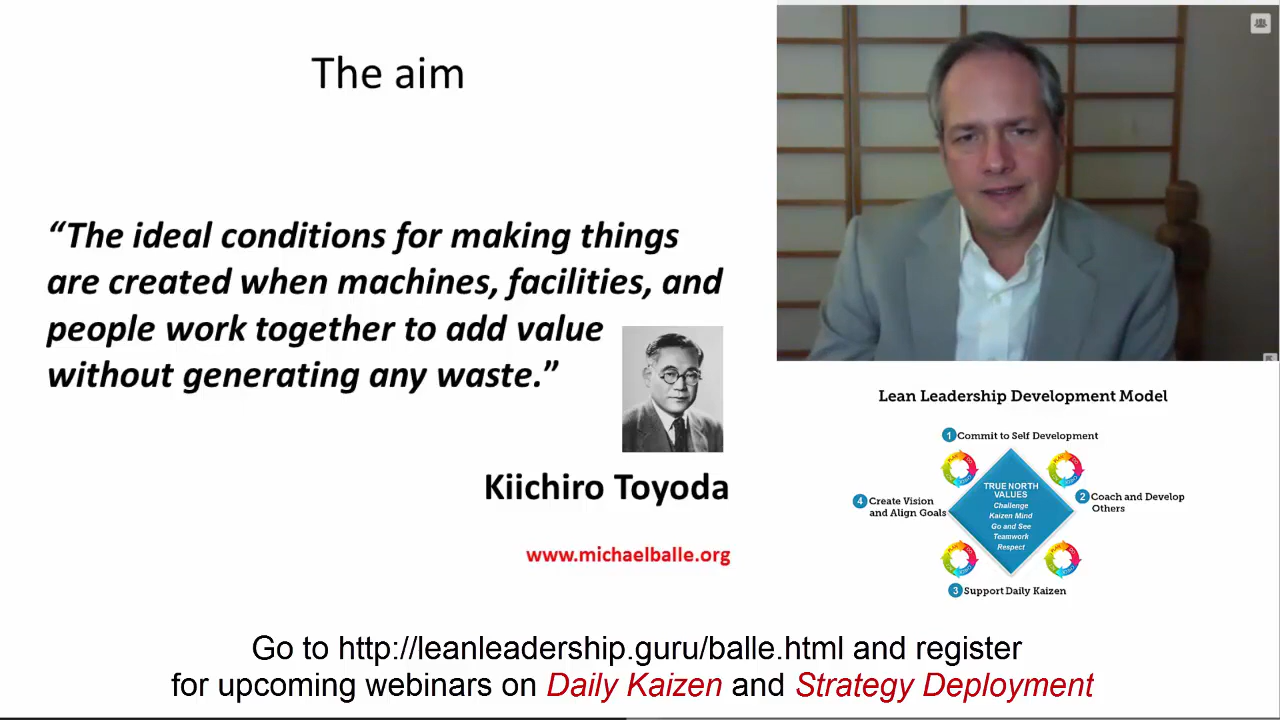 The aim
“The ideal conditions for making things
are created when machines, facilities, and
people work together to add value
without generating any waste.”
Kiichiro Toyoda
www.michaelballe.org
Lean Leadership Development Model
1 Commit to Self Development
TRUE NORTH
VALUES
Challenge
Kaizen Mind
Go and See
Teamwork
Respect
2 Coach and Develop
Others
3 Support Daily Kaizen
4 Create Vision
and Align Goals
Go to http://leanleadership.guru/balle.html and register
for upcoming webinars on Daily Kaizen and Strategy Deployment